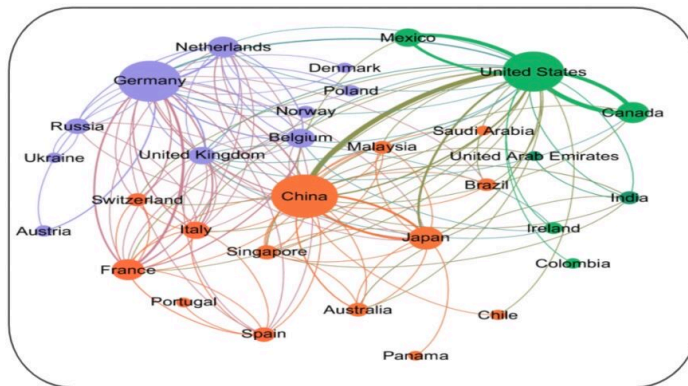 Mexico
Netherlands
United States
Denmark
Germany
Poland
Norway
Canada
Russia
Belgium
Saudi Arabia
Malaysia
Ukraine
United Kingdom
United Arab Emirates
Brazil
China
India
Switzerland
Austria
Italy
Ireland
Japan
Singapore
Colombia
France
Portugal
Australia
Chile
Spain
Panama